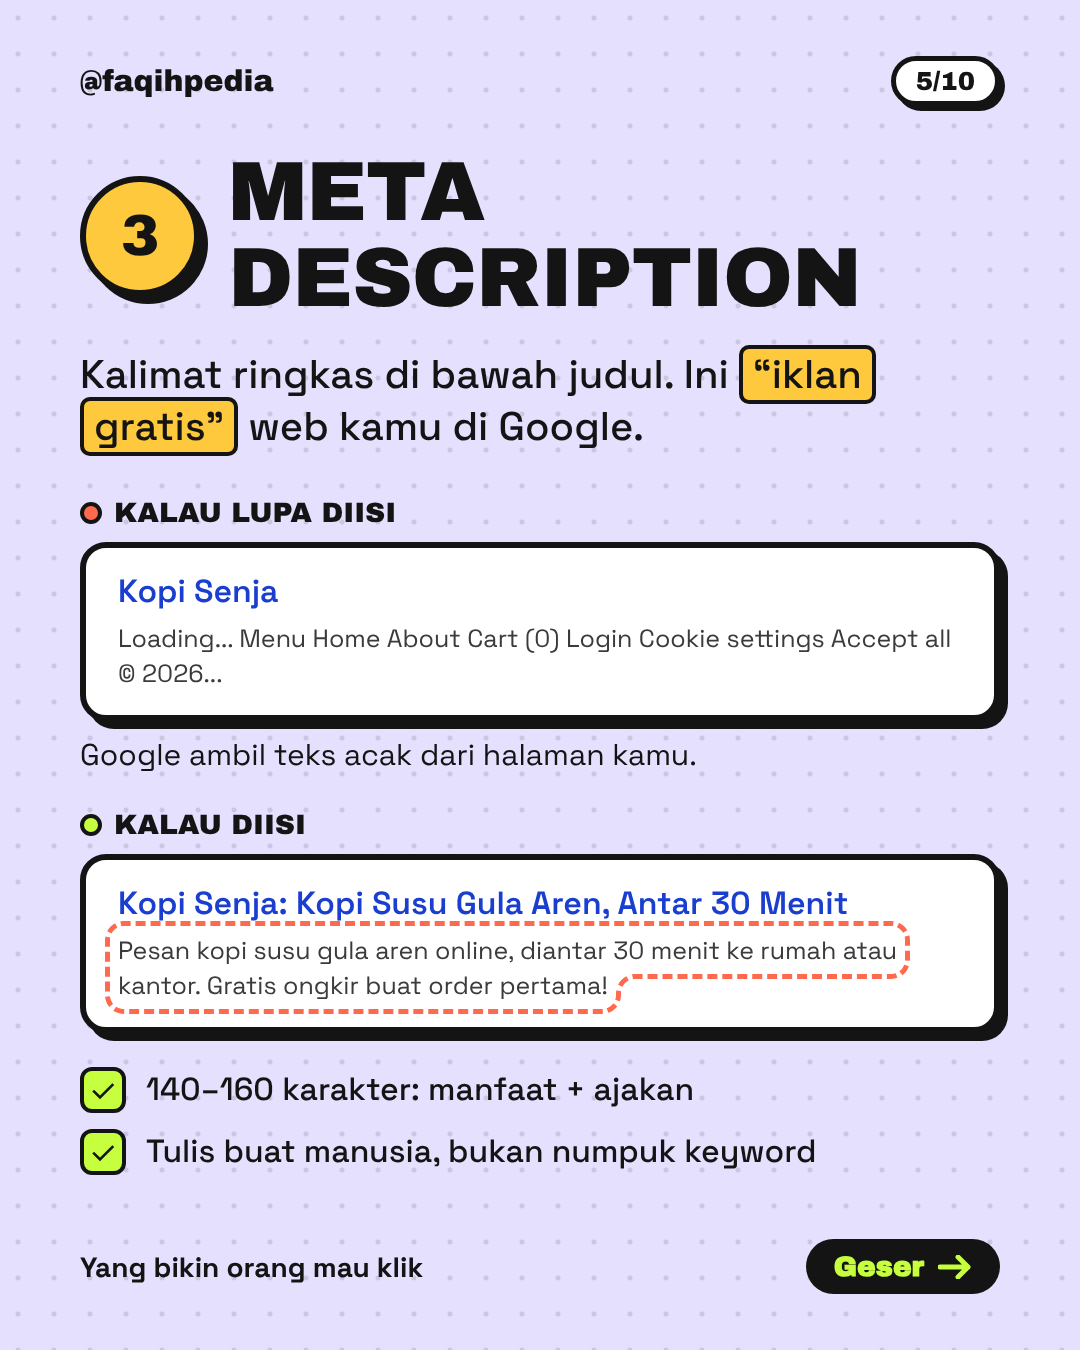 @faqihpedia
5/10
3
META
DESCRIPTION
Kalimat ringkas di bawah judul. Ini “iklan
gratis” web kamu di Google.
KALAU LUPA DIISI
Kopi Senja
Loading... Menu Home About Cart (0) Login Cookie settings Accept all
© 2026...
Google ambil teks acak dari halaman kamu.
KALAU DIISI
Kopi Senja: Kopi Susu Gula Aren, Antar 30 Menit
Pesan kopi susu gula aren online, diantar 30 menit ke rumah atau
kantor. Gratis ongkir buat order pertama!
140–160 karakter: manfaat + ajakan
Tulis buat manusia, bukan numpuk keyword
Yang bikin orang mau klik
Geser →